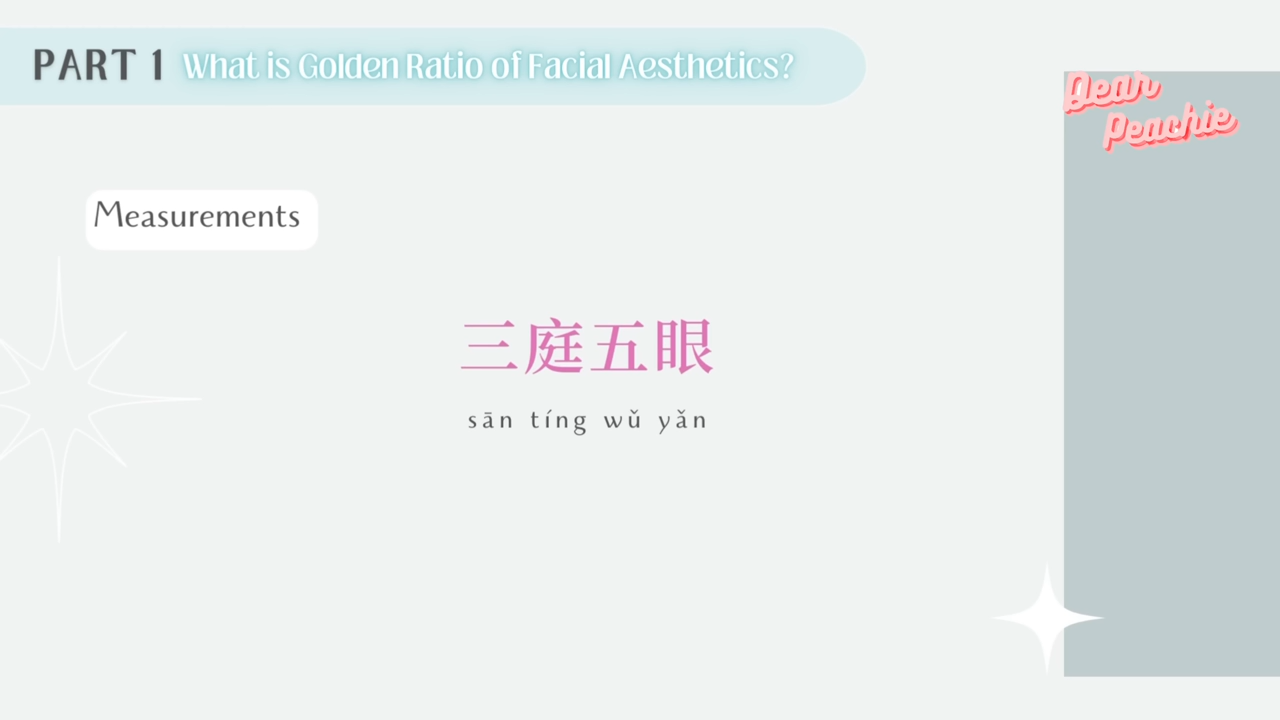 PART 1 What is Golden Ratio of Facial Aesthetics?
Dear
Peachie
Measurements
三庭五眼
sān tíng wǔ yǎn